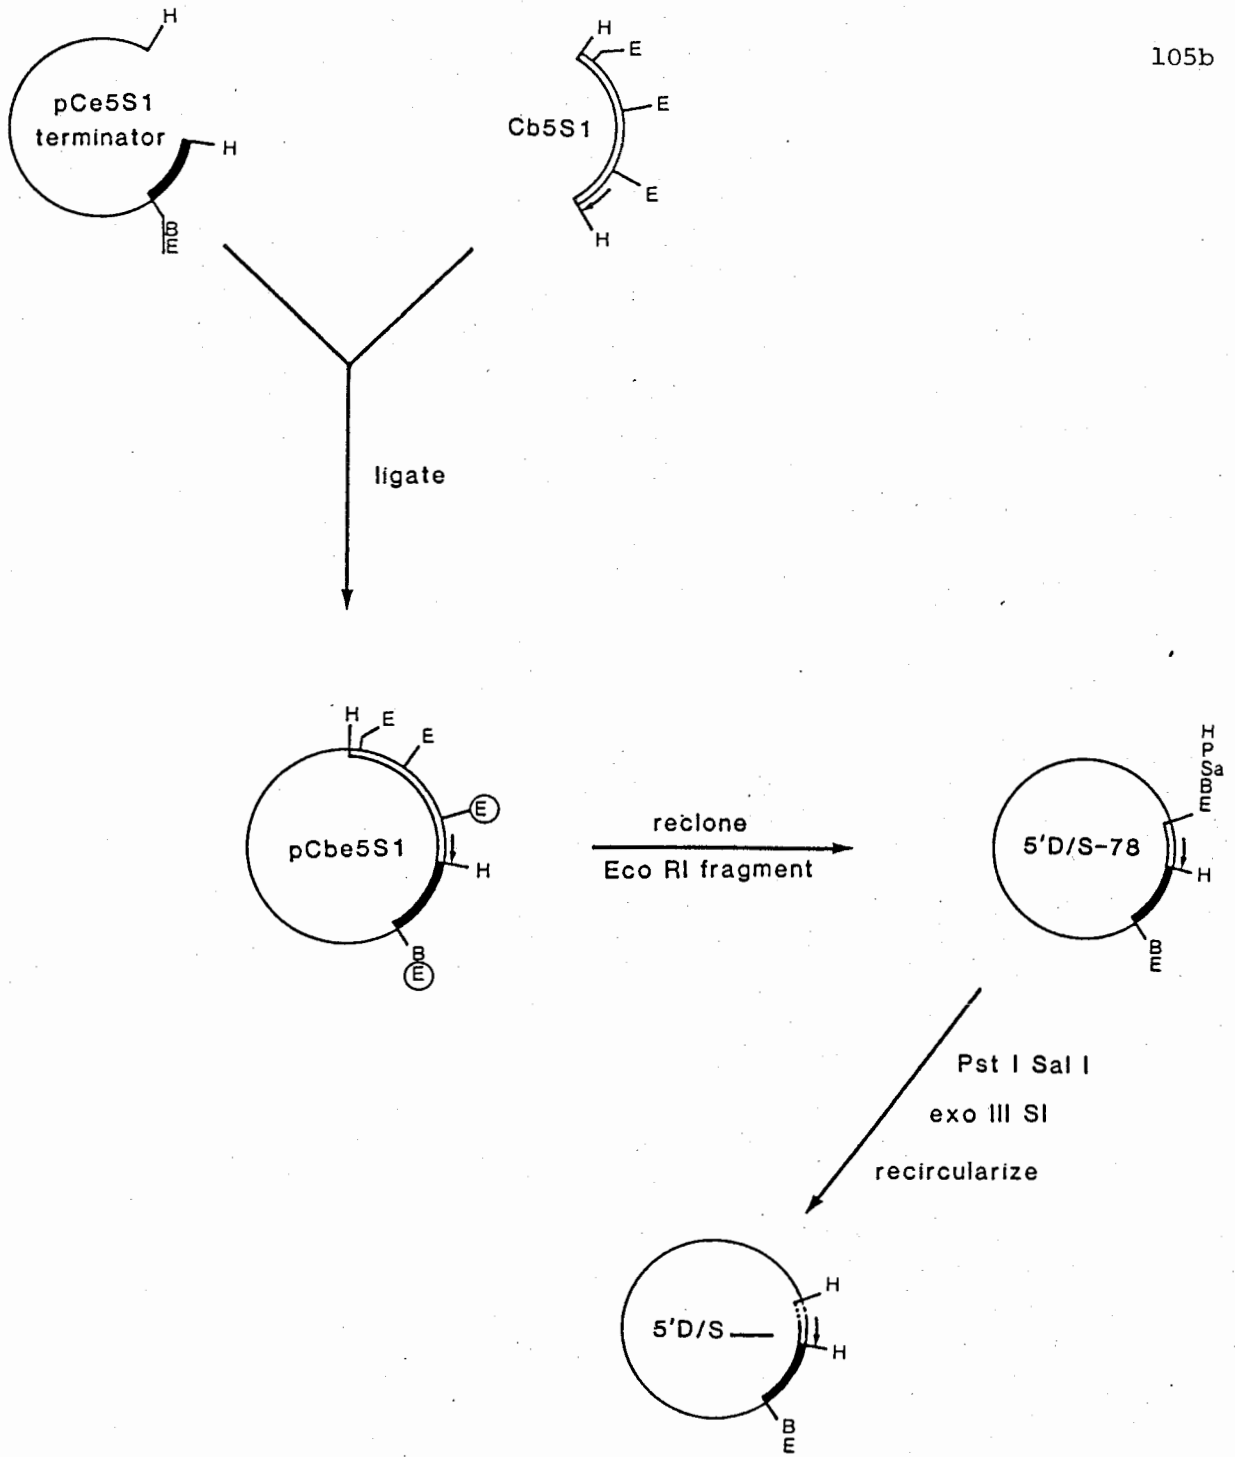 105b
H
pCe5S1
terminator
H
B
E
H
E
Cb5S1
E
E
H
ligate
H
E
E
E
pCbe5S1
H
B
E
reclone
Eco RI fragment
H
P
Sa
B
E
5'D/S-78
H
B
E
Pst I Sal I
exo III SI
recircularize
H
5'D/S
H
B
E